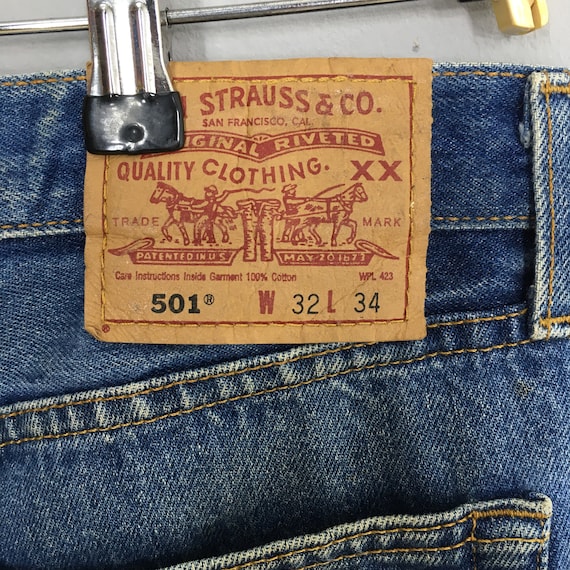 STRAUSS & CO.
SAN FRANCISCO, CAL.
ORIGINAL RIVETED
QUALITY CLOTHING. XX
TRADE MARK
PATENTED IN U.S. MAY 20 1873
Care Instructions Inside Garment 100% Cotton WPL 423
501® W 32 L 34
®